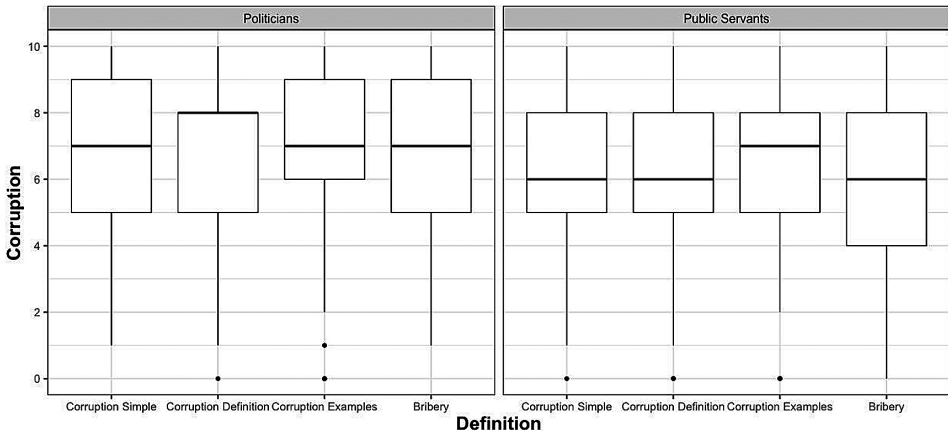 Politicians
Public Servants
Corruption
10
8
6
4
2
0
Corruption Simple
Corruption Definition
Corruption Examples
Bribery
Corruption Simple
Corruption Definition
Corruption Examples
Bribery
Definition